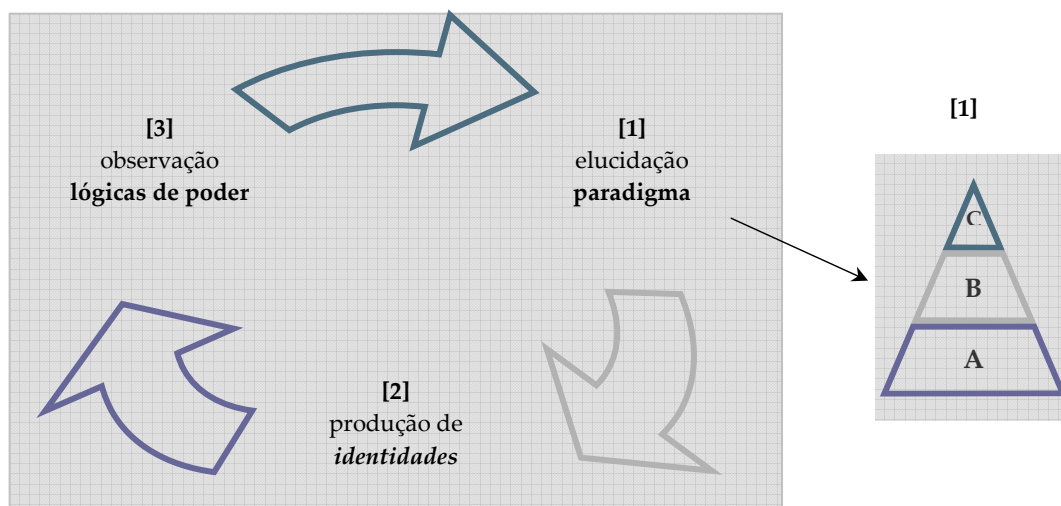 [3]
observação
lógicas de poder
[1]
elucidação
paradigma
[2]
produção de
identidades
[1]
C
B
A